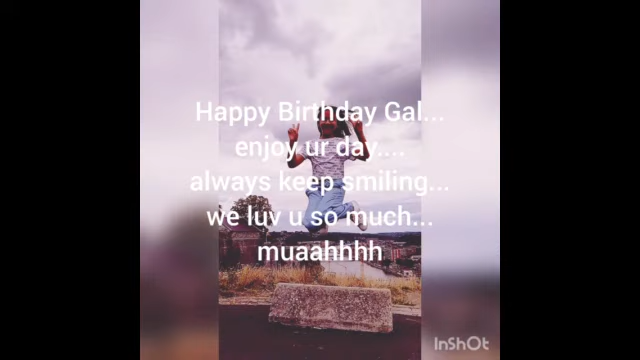 Happy Birthday Gal...
enjoy ur day....
always keep smiling...
we luv u so much...
muaahhhh
InShOt